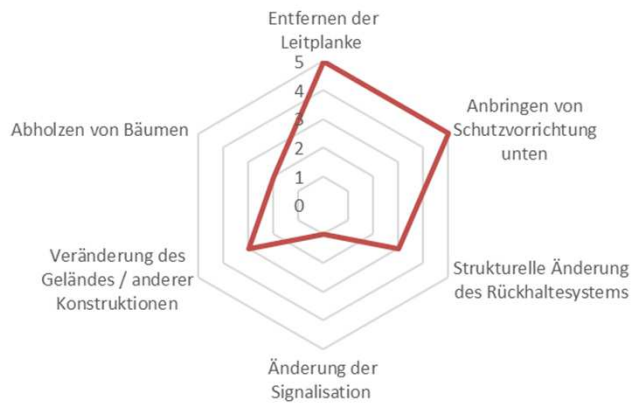 Entfernen der
Leitplanke
5
4
3
2
1
0
Anbringen von
Schutzvorrichtung
unten
Strukturelle Änderung
des Rückhaltesystems
Änderung der
Signalisation
Veränderung des
Geländes / anderer
Konstruktionen
Abholzen von Bäumen